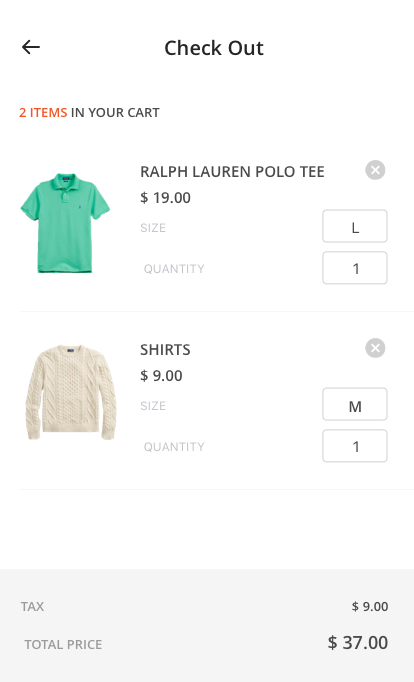 Check Out
2 ITEMS IN YOUR CART
RALPH LAUREN POLO TEE
$ 19.00
SIZE
L
QUANTITY
1
SHIRTS
$ 9.00
SIZE
M
QUANTITY
1
TAX
$ 9.00
TOTAL PRICE
$ 37.00